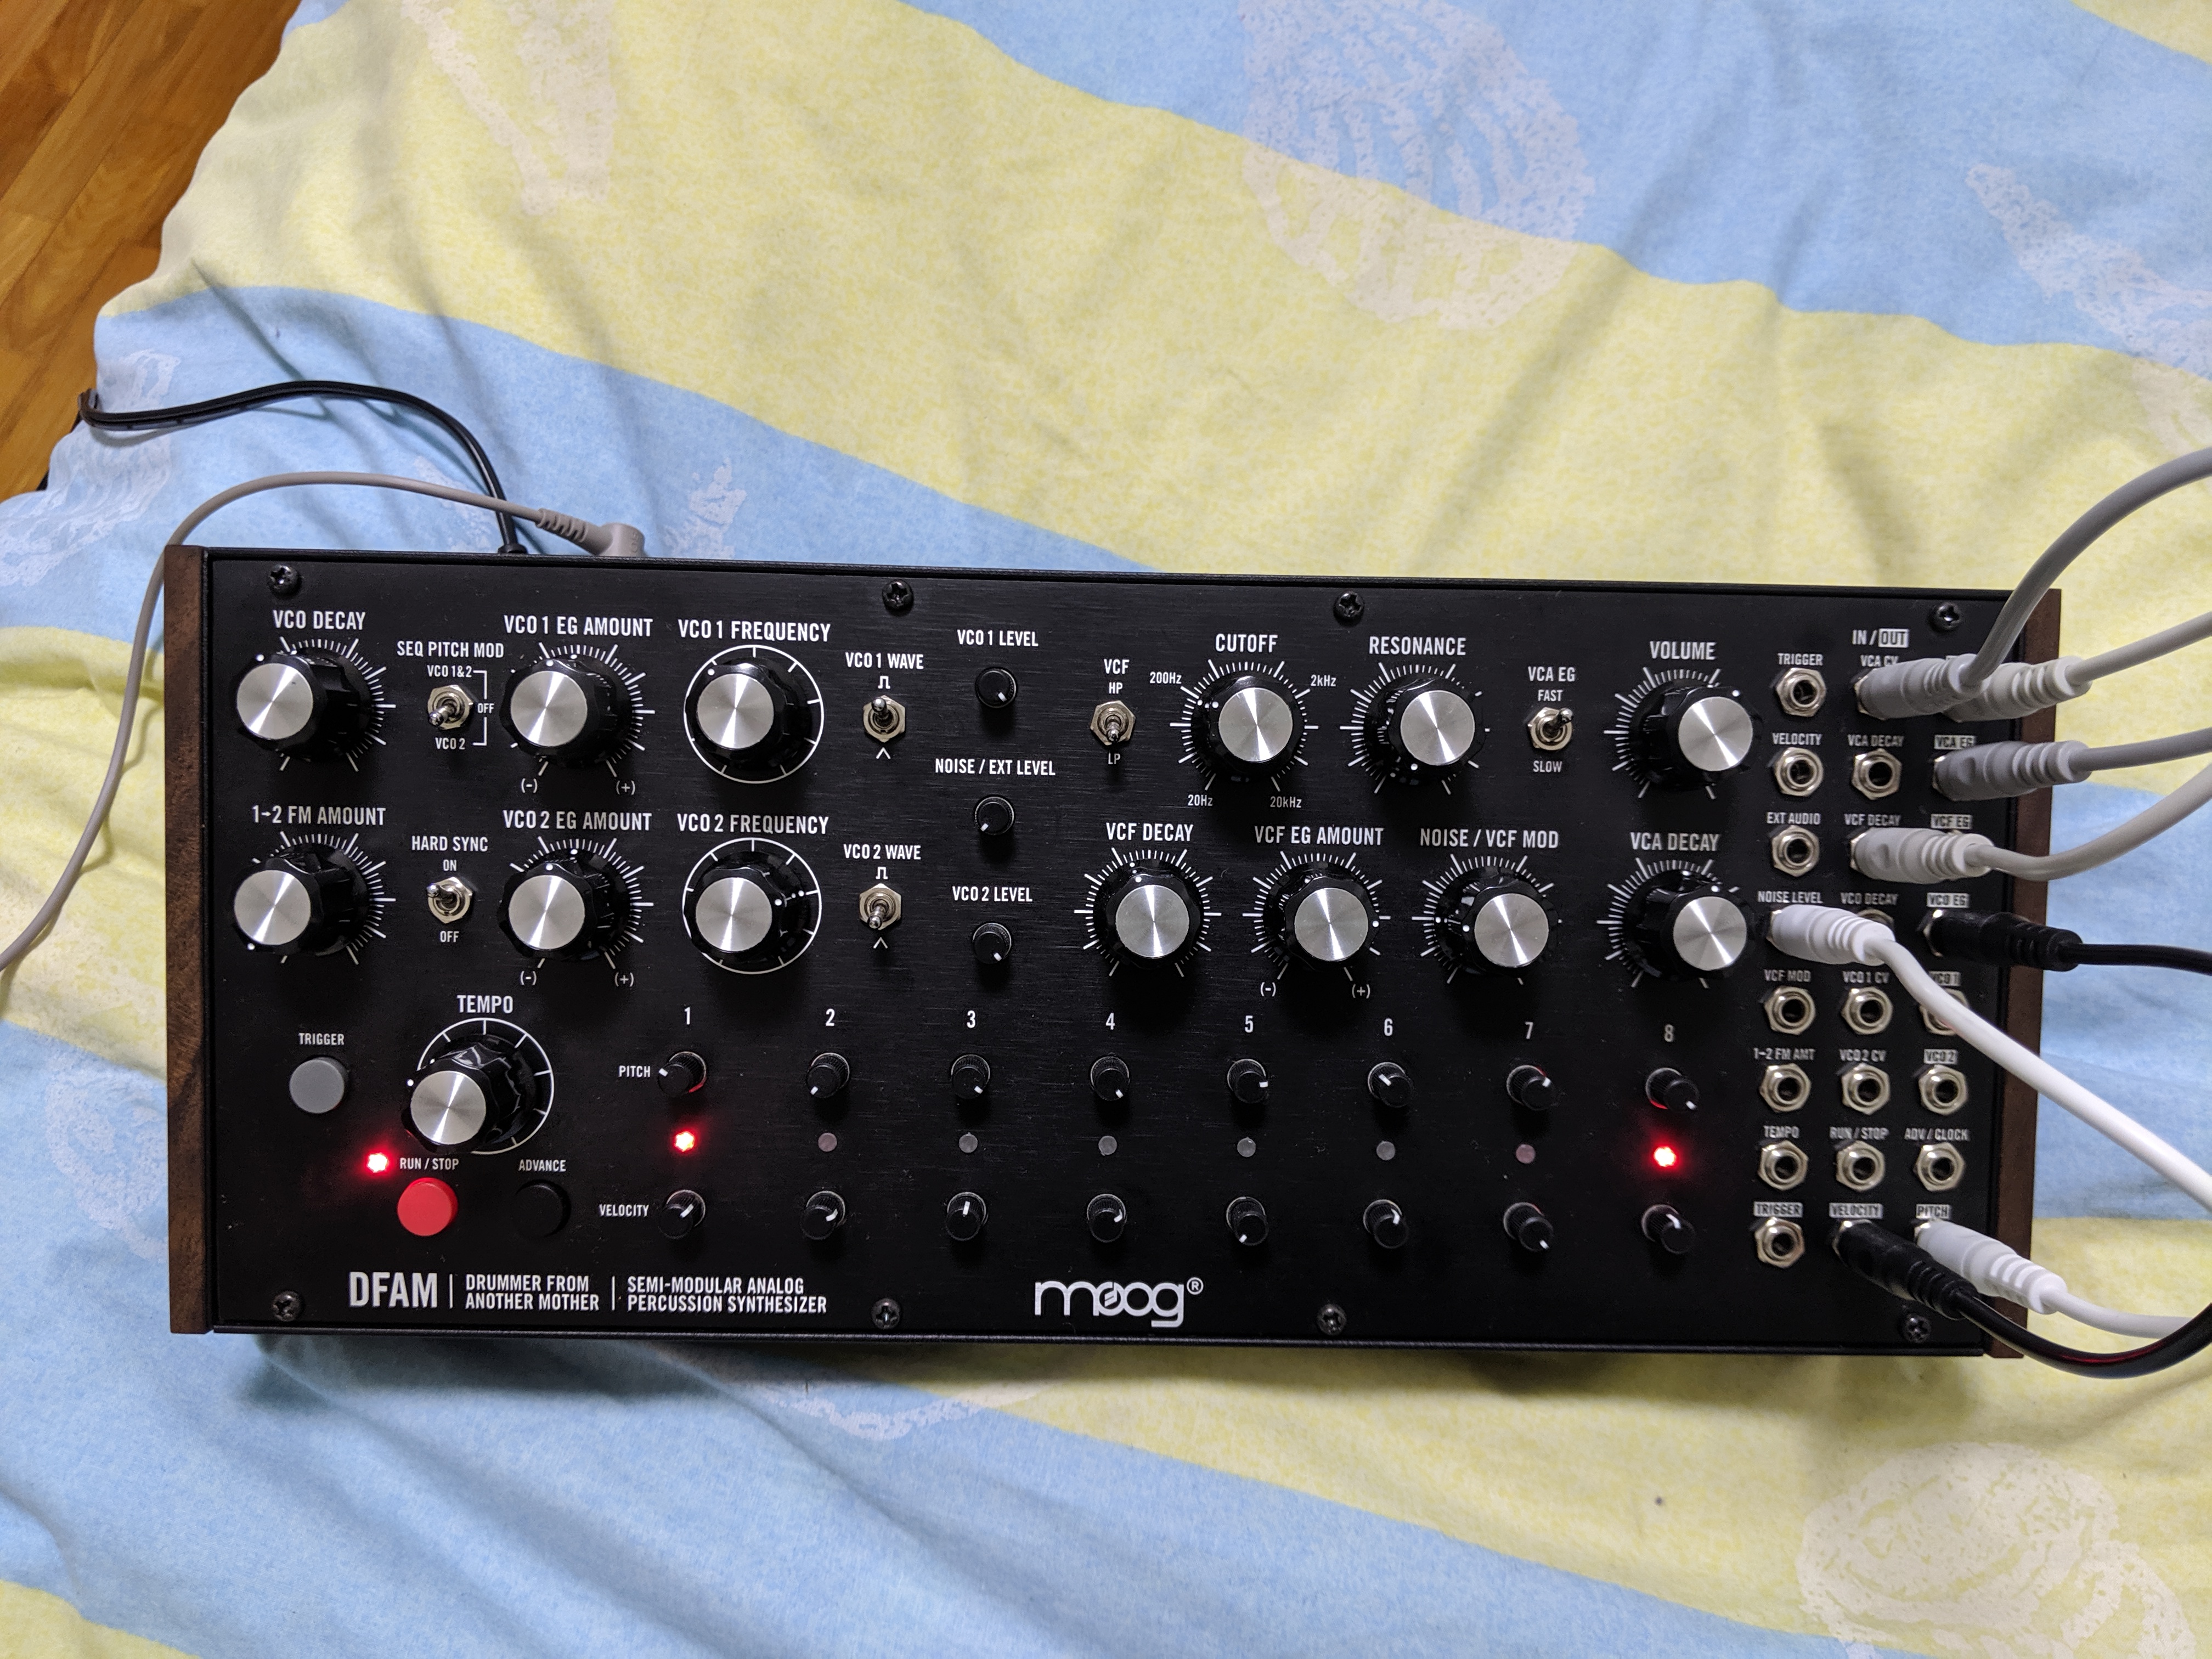 VCO DECAY
SEQ PITCH MOD
VCO 1&2
OFF
VCO 2
VCO 1 EG AMOUNT
(-)
(+)
VCO 1 FREQUENCY
VCO 1 WAVE
VCO 1 LEVEL
NOISE / EXT LEVEL
VCF
HP
LP
CUTOFF
200Hz
2kHz
20Hz
20kHz
RESONANCE
VCA EG
FAST
SLOW
VOLUME
IN / OUT
TRIGGER
VCA CV
VELOCITY
VCA DECAY
VCA EG
1→2 FM AMOUNT
HARD SYNC
ON
OFF
VCO 2 EG AMOUNT
(-)
(+)
VCO 2 FREQUENCY
VCO 2 WAVE
VCO 2 LEVEL
VCF DECAY
VCF EG AMOUNT
(-)
(+)
NOISE / VCF MOD
VCA DECAY
EXT AUDIO
VCF DECAY
VCF EG
NOISE LEVEL
VCO DECAY
VCO EG
VCF MOD
VCO 1 CV
VCO 1
1→2 FM AMT
VCO 2 CV
VCO 2
TEMPO
RUN / STOP
ADV / CLOCK
TRIGGER
VELOCITY
PITCH
TEMPO
TRIGGER
RUN / STOP
ADVANCE
1 2 3 4 5 6 7 8
PITCH
VELOCITY
DFAM
DRUMMER FROM
ANOTHER MOTHER
SEMI-MODULAR ANALOG
PERCUSSION SYNTHESIZER
moog®